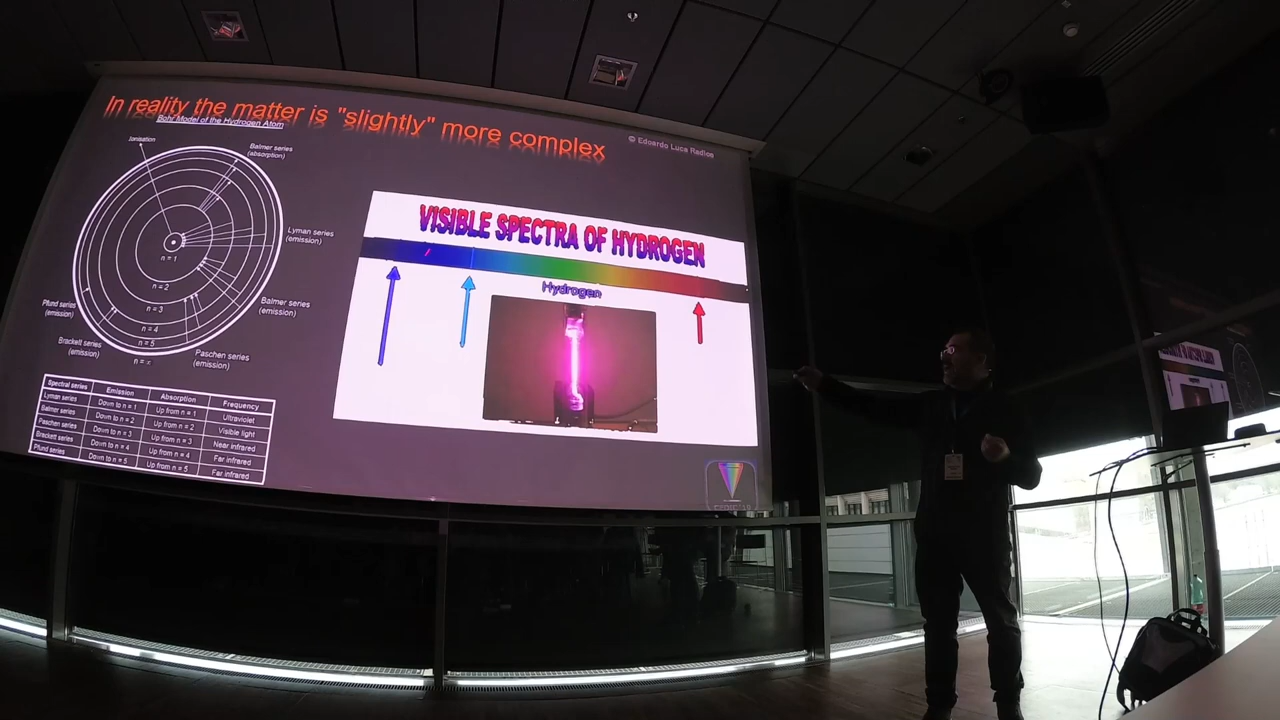 In reality the matter is "slightly" more complex
Bohr Model of the Hydrogen Atom
© Edoardo Luca Radice
Ionisation
Balmer series
(absorption)
Lyman series
(emission)
Balmer series
(emission)
Paschen series
(emission)
Brackett series
(emission)
Pfund series
(emission)
n = 1
n = 2
n = 3
n = 4
n = 5
n = ∞
Spectral series Emission Absorption Frequency
Lyman series Down to n = 1 Up from n = 1 Ultraviolet
Balmer series Down to n = 2 Up from n = 2 Visible light
Paschen series Down to n = 3 Up from n = 3 Near infrared
Brackett series Down to n = 4 Up from n = 4 Far infrared
Pfund series Down to n = 5 Up from n = 5 Far infrared
VISIBLE SPECTRA OF HYDROGEN
Hydrogen